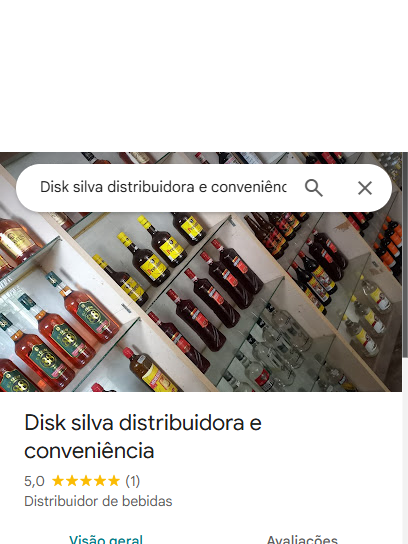 Disk silva distribuidora e conveniênc
Disk silva distribuidora e
conveniência
5,0 ★★★★★ (1)
Distribuidor de bebidas
Visão geral Avaliações